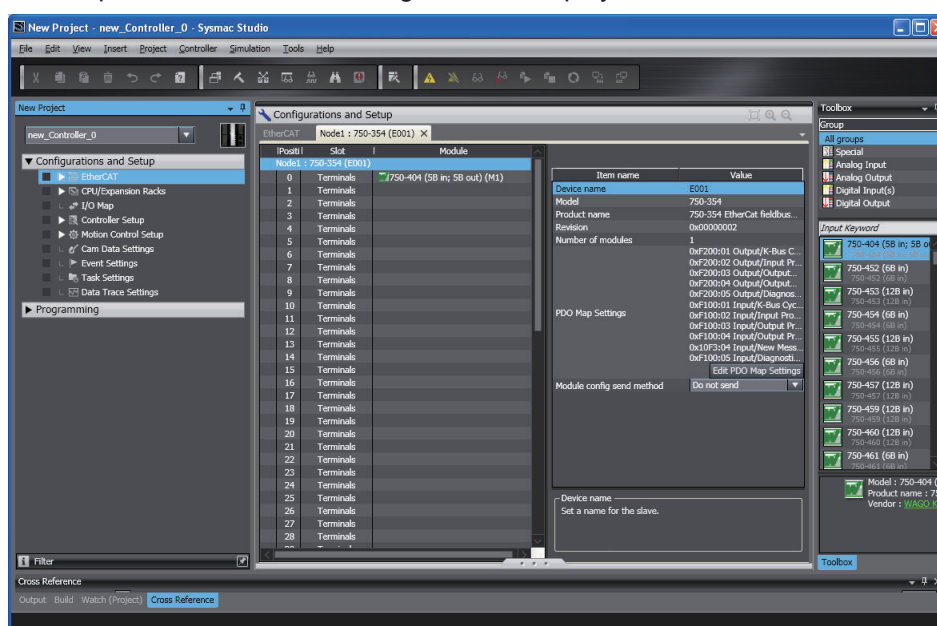 New Project - new_Controller_0 - Sysmac Studio
File Edit View Insert Project Controller Simulation Tools Help
New Project
new_Controller_0
Configurations and Setup
EtherCAT
CPU/Expansion Racks
I/O Map
Controller Setup
Motion Control Setup
Cam Data Settings
Event Settings
Task Settings
Data Trace Settings
Programming
Filter
Configurations and Setup
EtherCAT Node1 : 750-354 (E001)
Positi Slot Module
Node1 : 750-354 (E001)
0 Terminals 750-404 (5B in; 5B out) (M1)
1 Terminals
2 Terminals
3 Terminals
4 Terminals
5 Terminals
6 Terminals
7 Terminals
8 Terminals
9 Terminals
10 Terminals
11 Terminals
12 Terminals
13 Terminals
14 Terminals
15 Terminals
16 Terminals
17 Terminals
18 Terminals
19 Terminals
20 Terminals
21 Terminals
22 Terminals
23 Terminals
24 Terminals
25 Terminals
26 Terminals
27 Terminals
28 Terminals
Item name Value
Device name E001
Model 750-354
Product name 750-354 EtherCat fieldbus...
Revision 0x00000002
Number of modules 1
0xF200:01 Output/K-Bus C...
0xF200:02 Output/Input Pr...
0xF200:03 Output/Output...
0xF200:04 Output/Output...
0xF200:05 Output/Diagnos...
0xF100:01 Input/K-Bus Cyc...
PDO Map Settings 0xF100:02 Input/Input Pro...
0xF100:03 Input/Output Pr...
0xF100:04 Input/Output Pr...
0x10F3:04 Input/New Mess...
0xF100:05 Input/Diagnosti...
Edit PDO Map Settings
Module config send method Do not send
Device name
Set a name for the slave.
Toolbox
Group
All groups
Special
Analog Input
Analog Output
Digital Input(s)
Digital Output
Input Keyword
750-404 (5B in; 5B o
750-452 (6B in)
750-452 (6B in)
750-453 (12B in)
750-453 (12B in)
750-454 (6B in)
750-454 (6B in)
750-455 (12B in)
750-455 (12B in)
750-456 (6B in)
750-456 (6B in)
750-457 (12B in)
750-457 (12B in)
750-459 (12B in)
750-459 (12B in)
750-460 (12B in)
750-460 (12B in)
750-461 (6B in)
750-461 (6B in)
Model : 750-404 (
Product name : 7
Vendor : WAGO K
Toolbox
Cross Reference
Output Build Watch (Project) Cross Reference